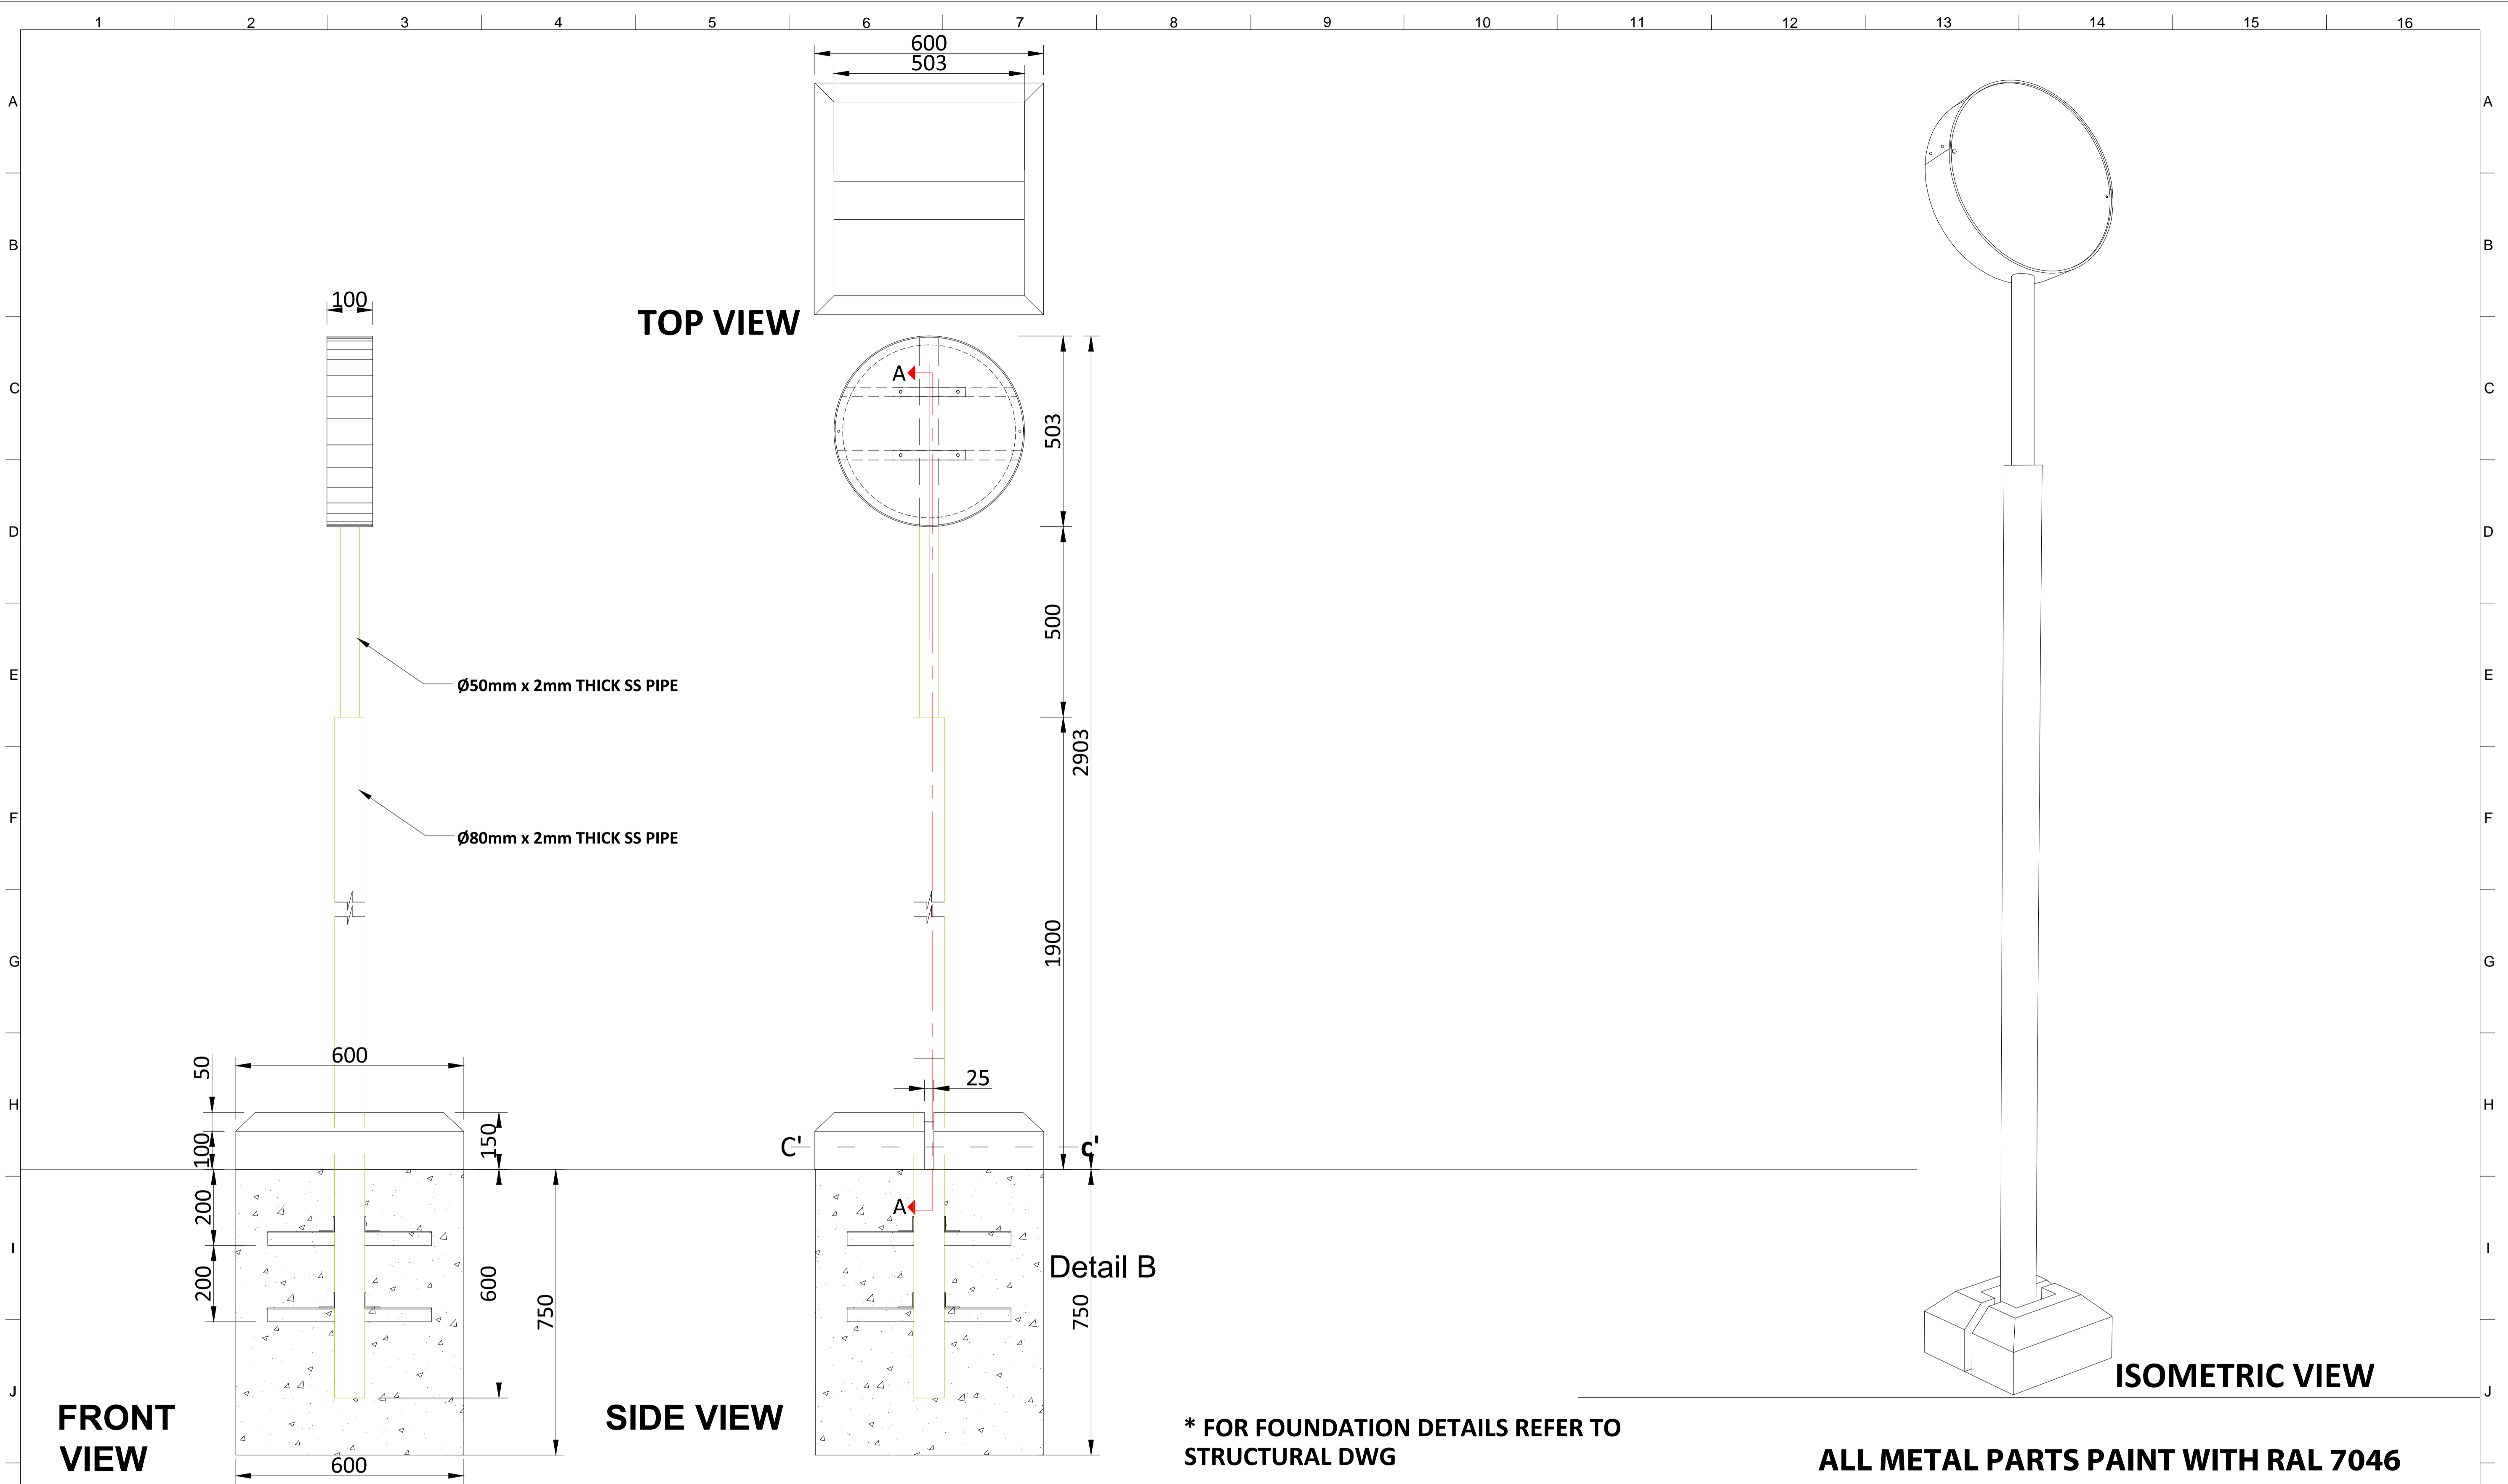 1 2 3 4 5 6 7 8 9 10 11 12 13 14 15 16
600
503
A A
B B
100
TOP VIEW
A
C C
503
D D
500
E E
Ø50mm x 2mm THICK SS PIPE
2903
F F
Ø80mm x 2mm THICK SS PIPE
1900
G G
600
50
25
H H
100
150
C' c'
200
A
I I
Detail B
200
600
750
750
J J
ISOMETRIC VIEW
FRONT
VIEW
SIDE VIEW
* FOR FOUNDATION DETAILS REFER TO
STRUCTURAL DWG
ALL METAL PARTS PAINT WITH RAL 7046
600